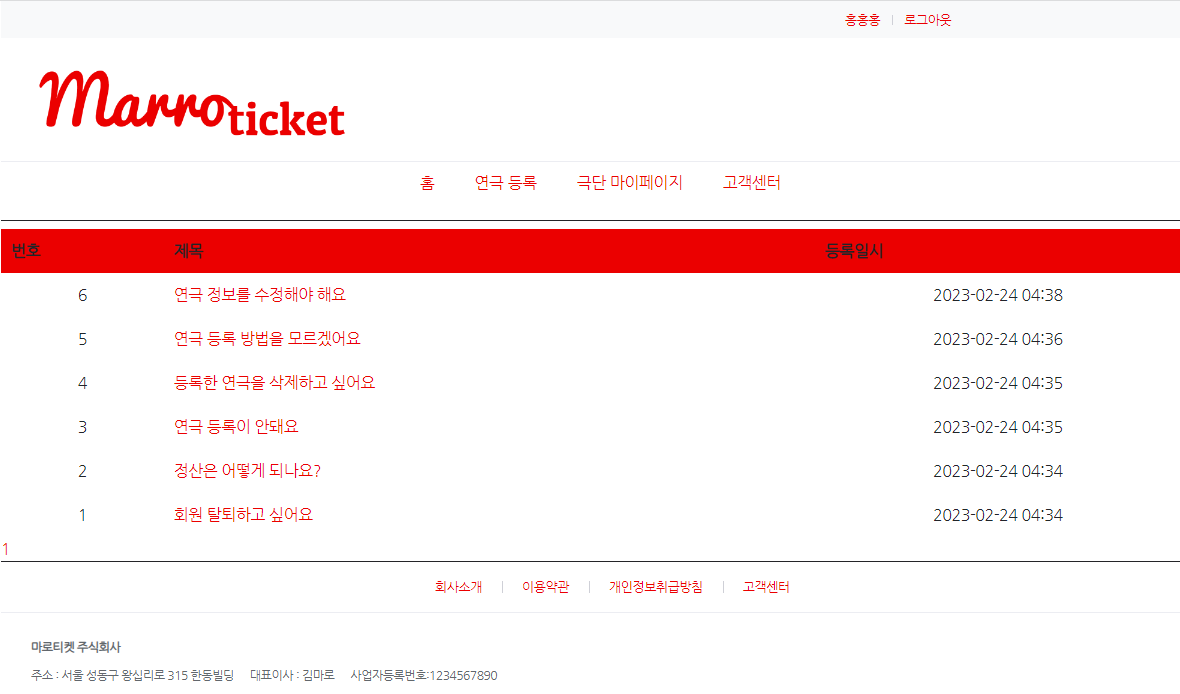 홍홍홍 | 로그아웃
Marroticket
홈 연극 등록 극단 마이페이지 고객센터
번호 제목 등록일시
6 연극 정보를 수정해야 해요 2023-02-24 04:38
5 연극 등록 방법을 모르겠어요 2023-02-24 04:36
4 등록한 연극을 삭제하고 싶어요 2023-02-24 04:35
3 연극 등록이 안돼요 2023-02-24 04:35
2 정산은 어떻게 되나요? 2023-02-24 04:34
1 회원 탈퇴하고 싶어요 2023-02-24 04:34
1
회사소개 | 이용약관 | 개인정보취급방침 | 고객센터
마로티켓 주식회사
주소 : 서울 성동구 왕십리로 315 한동빌딩 대표이사 : 김마로 사업자등록번호:1234567890